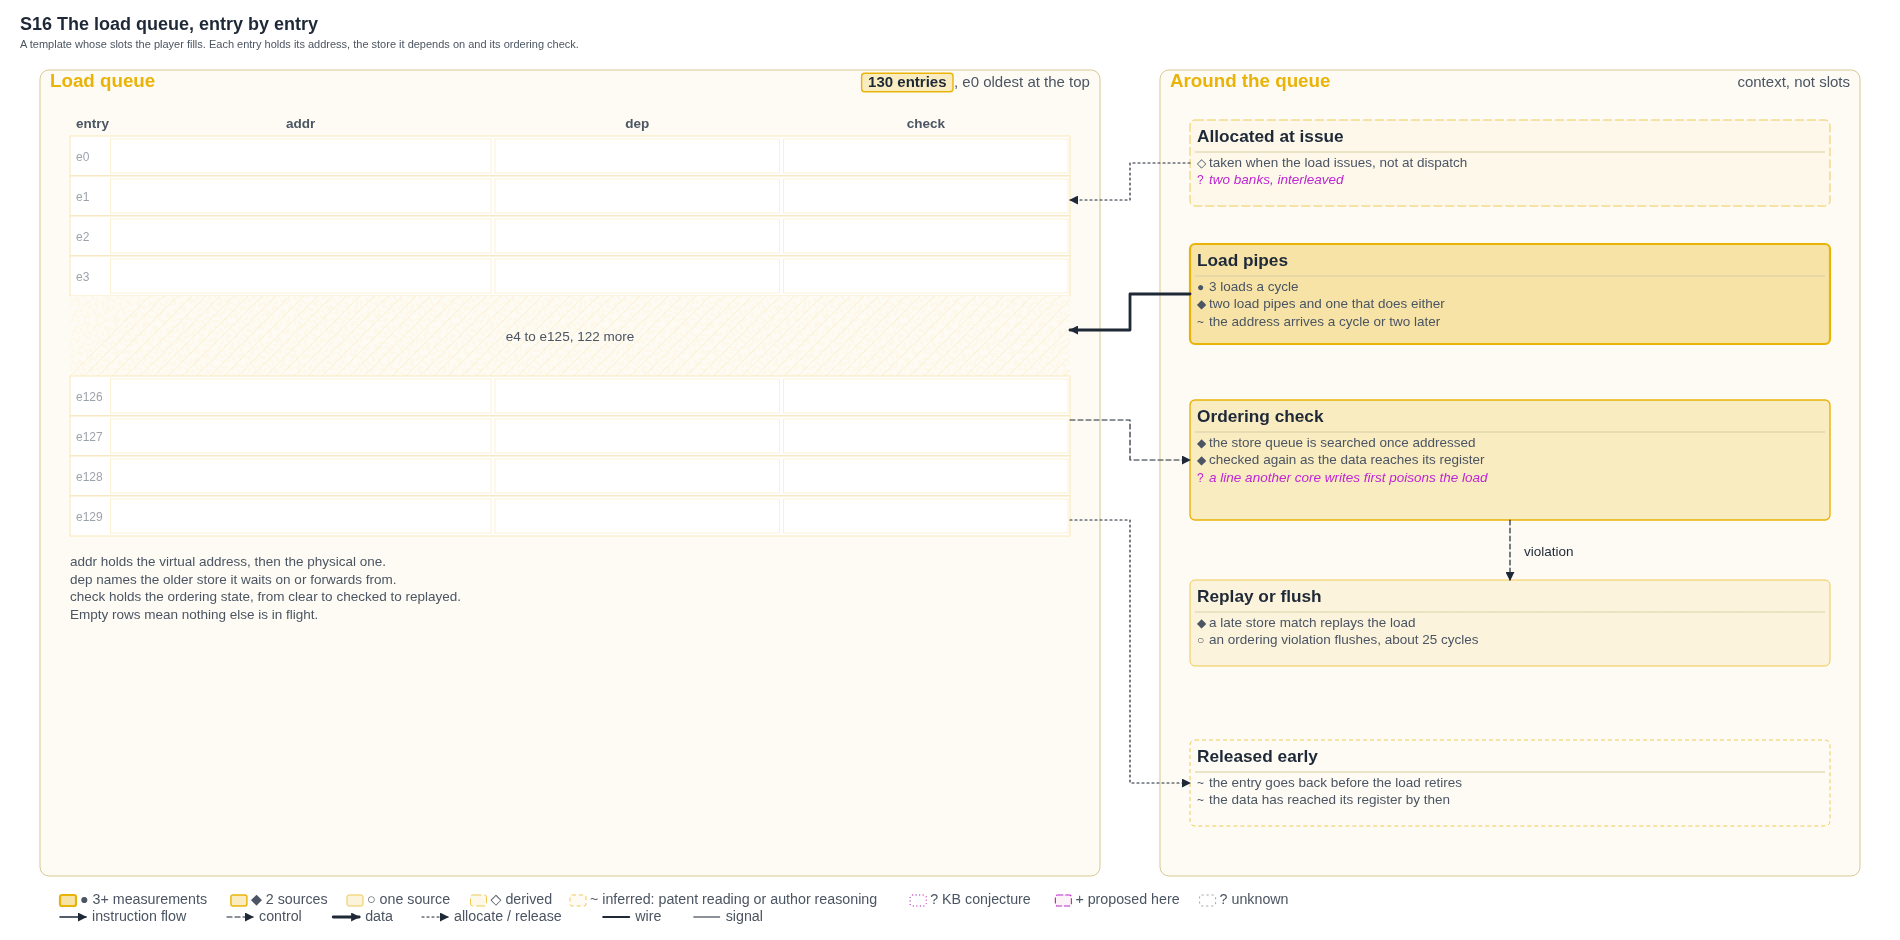 S16 The load queue, entry by entry
A template whose slots the player fills. Each entry holds its address, the store it depends on and its ordering check.
Load queue
130 entries, e0 oldest at the top
entry addr dep check
e0
e1
e2
e3
e4 to e125, 122 more
e126
e127
e128
e129
addr holds the virtual address, then the physical one.
dep names the older store it waits on or forwards from.
check holds the ordering state, from clear to checked to replayed.
Empty rows mean nothing else is in flight.
Around the queue
context, not slots
Allocated at issue
◇ taken when the load issues, not at dispatch
? two banks, interleaved
Load pipes
● 3 loads a cycle
◆ two load pipes and one that does either
~ the address arrives a cycle or two later
Ordering check
◆ the store queue is searched once addressed
◆ checked again as the data reaches its register
? a line another core writes first poisons the load
violation
Replay or flush
◆ a late store match replays the load
○ an ordering violation flushes, about 25 cycles
Released early
~ the entry goes back before the load retires
~ the data has reached its register by then
● 3+ measurements ◆ 2 sources ○ one source ◇ derived ~ inferred: patent reading or author reasoning ? KB conjecture + proposed here ? unknown
instruction flow control data allocate / release wire signal